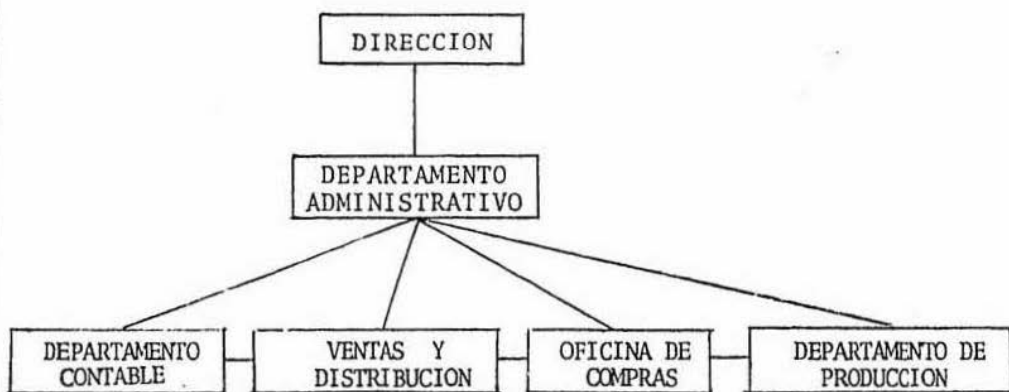 DIRECCION
DEPARTAMENTO
ADMINISTRATIVO
DEPARTAMENTO
CONTABLE
VENTAS Y
DISTRIBUCION
OFICINA DE
COMPRAS
DEPARTAMENTO DE
PRODUCCION